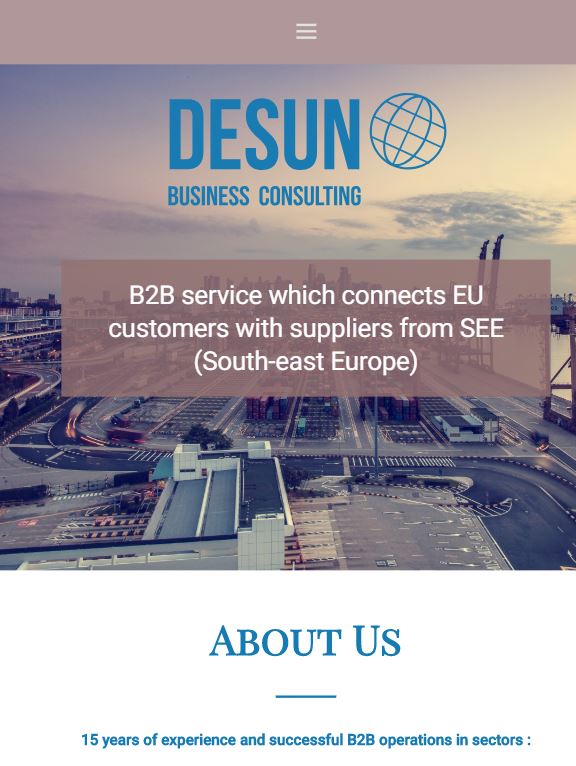 DESUN
BUSINESS CONSULTING
B2B service which connects EU
customers with suppliers from SEE
(South-east Europe)
About Us
15 years of experience and successful B2B operations in sectors :